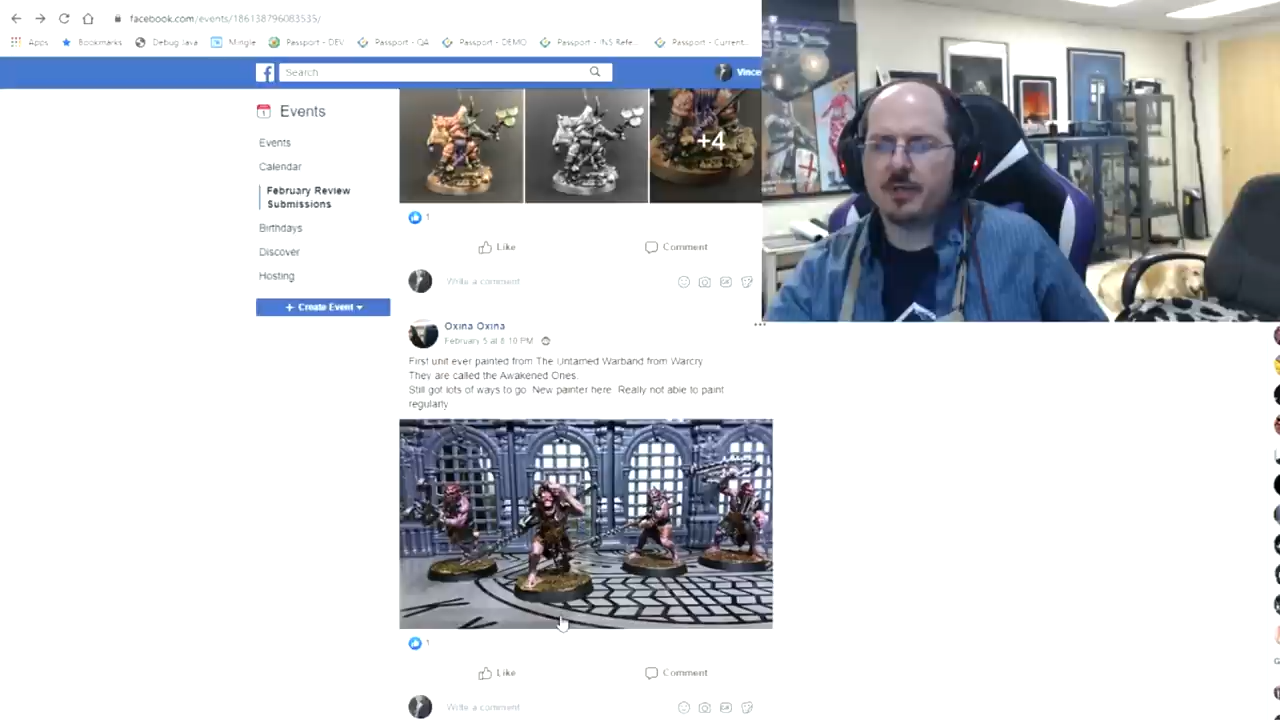 facebook.com/events/186138796083535/
Apps Bookmarks Debug Java Mingle Passport - DEV Passport - QA Passport - DEMO Passport - INS Refe... Passport - Current...
Search
Vince
Events
Events
Calendar
February Review
Submissions
Birthdays
Discover
Hosting
+ Create Event
+4
1
Like Comment
Write a comment
Oxina Oxina
February 5 at 8:10 PM
First unit ever painted from The Untamed Warband from Warcry
They are called the Awakened Ones.
Still got lots of ways to go. New painter here. Really not able to paint
regularly
1
Like Comment
Write a comment